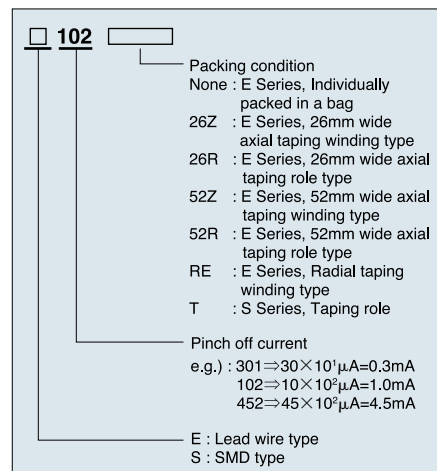 102
Packing condition
None : E Series, Individually
packed in a bag
26Z : E Series, 26mm wide
axial taping winding type
26R : E Series, 26mm wide axial
taping role type
52Z : E Series, 52mm wide axial
taping winding type
52R : E Series, 52mm wide axial
taping role type
RE : E Series, Radial taping
winding type
T : S Series, Taping role
Pinch off current
e.g.) : 301⇒30×10¹μA=0.3mA
102⇒10×10²μA=1.0mA
452⇒45×10²μA=4.5mA
E : Lead wire type
S : SMD type